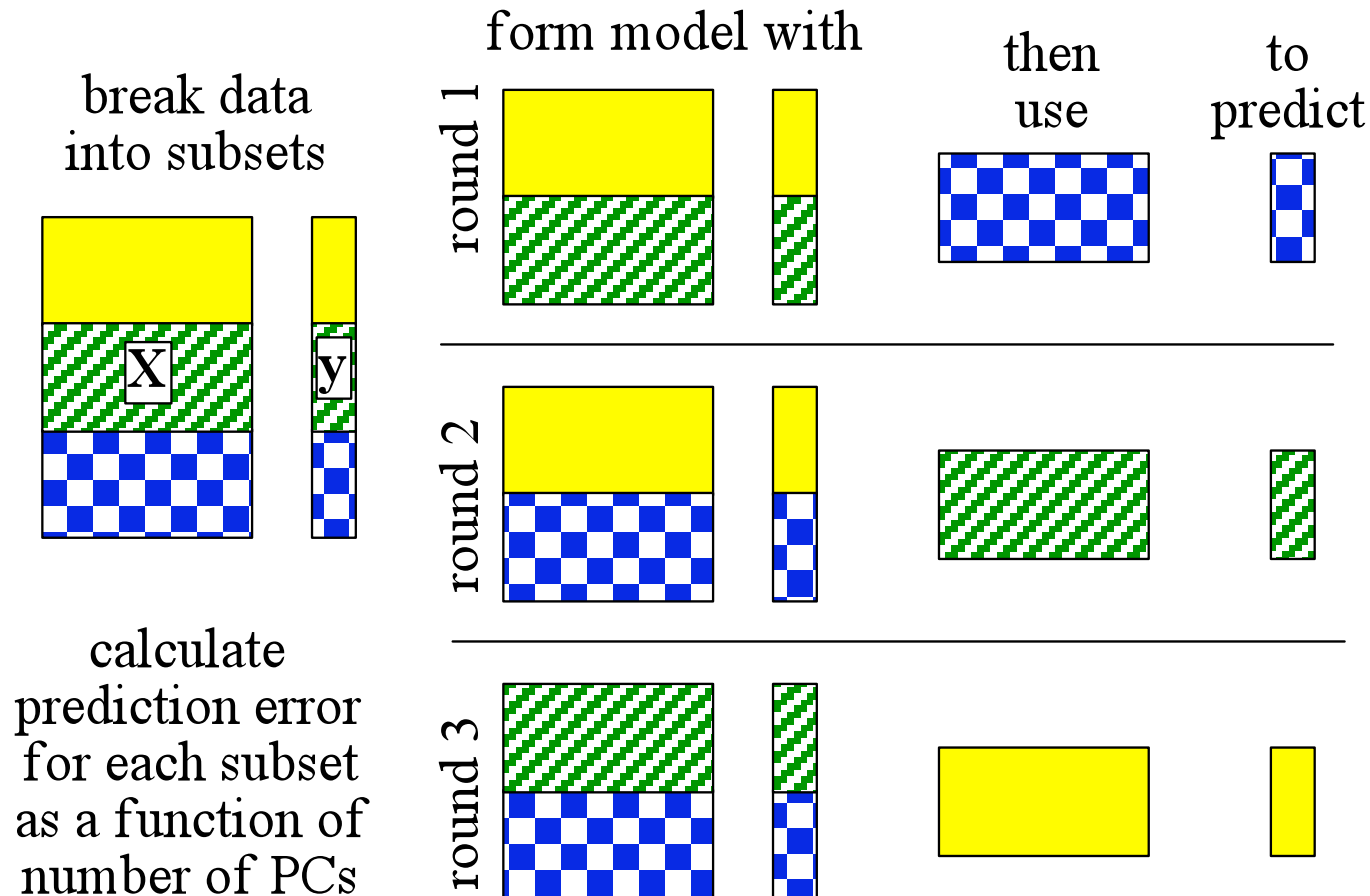 break data
into subsets
X
y
calculate
prediction error
for each subset
as a function of
number of PCs
form model with
then
use
to
predict
round 1
round 2
round 3